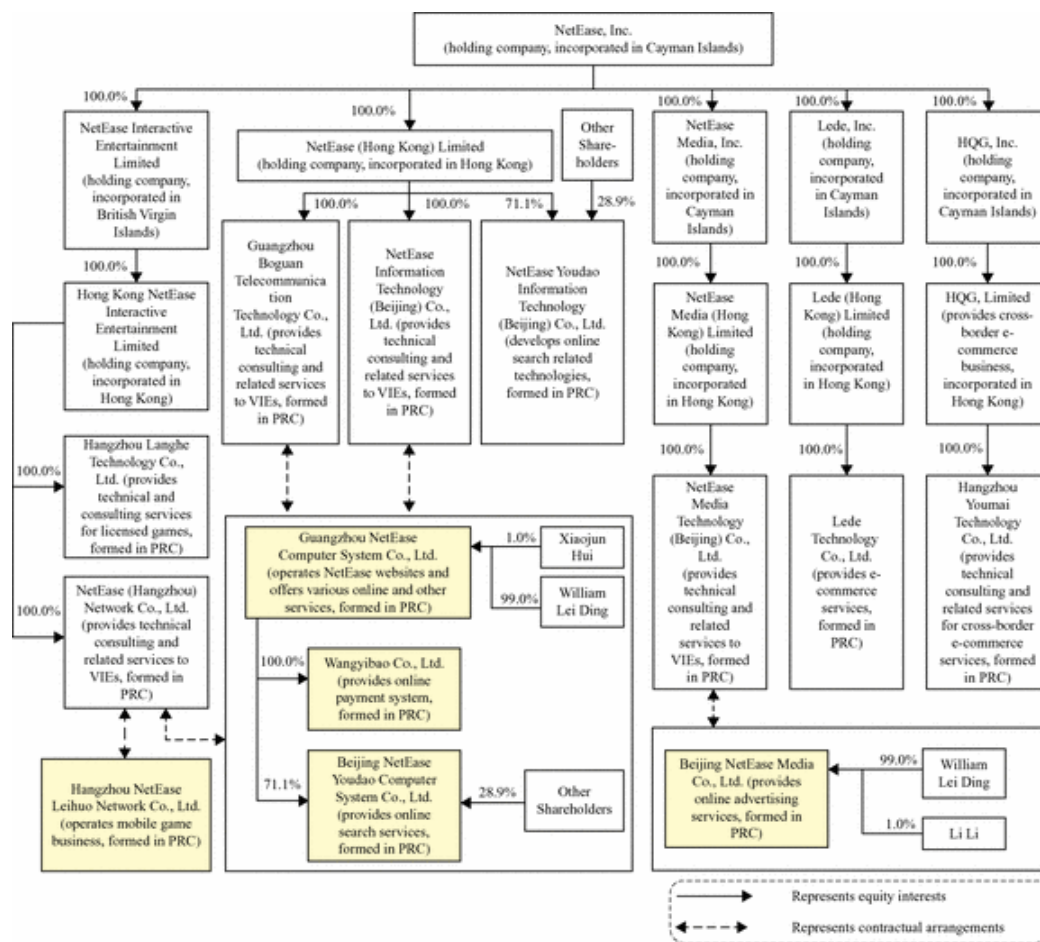 NetEase, Inc.
(holding company, incorporated in Cayman Islands)
100.0%
100.0%
100.0%
100.0%
100.0%
NetEase Interactive
Entertainment
Limited
(holding company,
incorporated in
British Virgin
Islands)
NetEase (Hong Kong) Limited
(holding company, incorporated in Hong Kong)
Other
Share-
holders
NetEase
Media, Inc.
(holding
company,
incorporated in
Cayman
Islands)
Lede, Inc.
(holding
company,
incorporated
in Cayman
Islands)
HQG, Inc.
(holding
company,
incorporated in
Cayman Islands)
100.0%
100.0%
71.1%
28.9%
100.0%
100.0%
100.0%
100.0%
Hong Kong NetEase
Interactive
Entertainment
Limited
(holding company,
incorporated in
Hong Kong)
Guangzhou
Boguan
Telecommunica
tion
Technology Co.,
Ltd. (provides
technical
consulting and
related services
to VIEs, formed
in PRC)
NetEase
Information
Technology
(Beijing) Co.,
Ltd. (provides
technical
consulting and
related services to
VIEs, formed in
PRC)
NetEase Youdao
Information
Technology
(Beijing) Co., Ltd.
(develops online
search related
technologies,
formed in PRC)
NetEase
Media (Hong
Kong) Limited
(holding
company,
incorporated
in Hong Kong)
Lede (Hong
Kong) Limited
(holding
company,
incorporated
in Hong Kong)
HQG, Limited
(provides cross-
border e-
commerce
business,
incorporated in
Hong Kong)
100.0%
100.0%
100.0%
100.0%
Hangzhou Langhe
Technology Co.,
Ltd. (provides
technical and
consulting services
for licensed games,
formed in PRC)
100.0%
NetEase (Hangzhou)
Network Co., Ltd.
(provides technical
consulting and
related services to
VIEs, formed in
PRC)
Guangzhou NetEase
Computer System Co., Ltd.
(operates NetEase websites and
offers various online and other
services, formed in PRC)
1.0%
Xiaojun
Hui
99.0%
William
Lei Ding
NetEase
Media
Technology
(Beijing) Co.,
Ltd.
(provides
technical
consulting and
related
services to
VIEs, formed
in PRC)
Lede
Technology
Co., Ltd.
(provides e-
commerce
services,
formed in
PRC)
Hangzhou
Youmai
Technology
Co., Ltd.
(provides
technical
consulting and
related services
for cross-border
e-commerce
services, formed
in PRC)
100.0%
Wangyibao Co., Ltd.
(provides online
payment system,
formed in PRC)
71.1%
Beijing NetEase
Youdao Computer
System Co., Ltd.
(provides online
search services,
formed in PRC)
28.9%
Other
Shareholders
Hangzhou NetEase
Leihuo Network Co., Ltd.
(operates mobile game
business, formed in PRC)
Beijing NetEase Media
Co., Ltd. (provides
online advertising
services, formed in
PRC)
99.0%
William
Lei Ding
1.0%
Li Li
Represents equity interests
Represents contractual arrangements